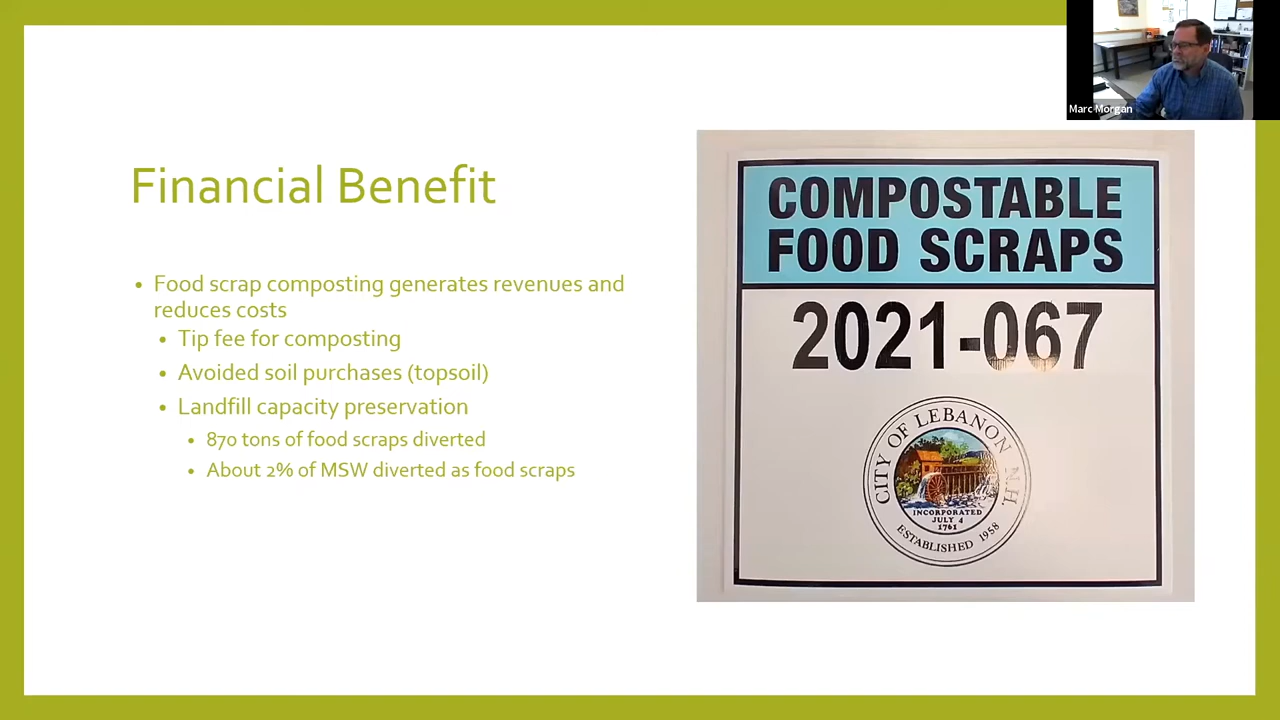 Marc Morgan
Financial Benefit
• Food scrap composting generates revenues and
reduces costs
• Tip fee for composting
• Avoided soil purchases (topsoil)
• Landfill capacity preservation
• 870 tons of food scraps diverted
• About 2% of MSW diverted as food scraps
COMPOSTABLE
FOOD SCRAPS
2021-067
CITY OF LEBANON N.H.
INCORPORATED
JULY 4
1761
ESTABLISHED 1958